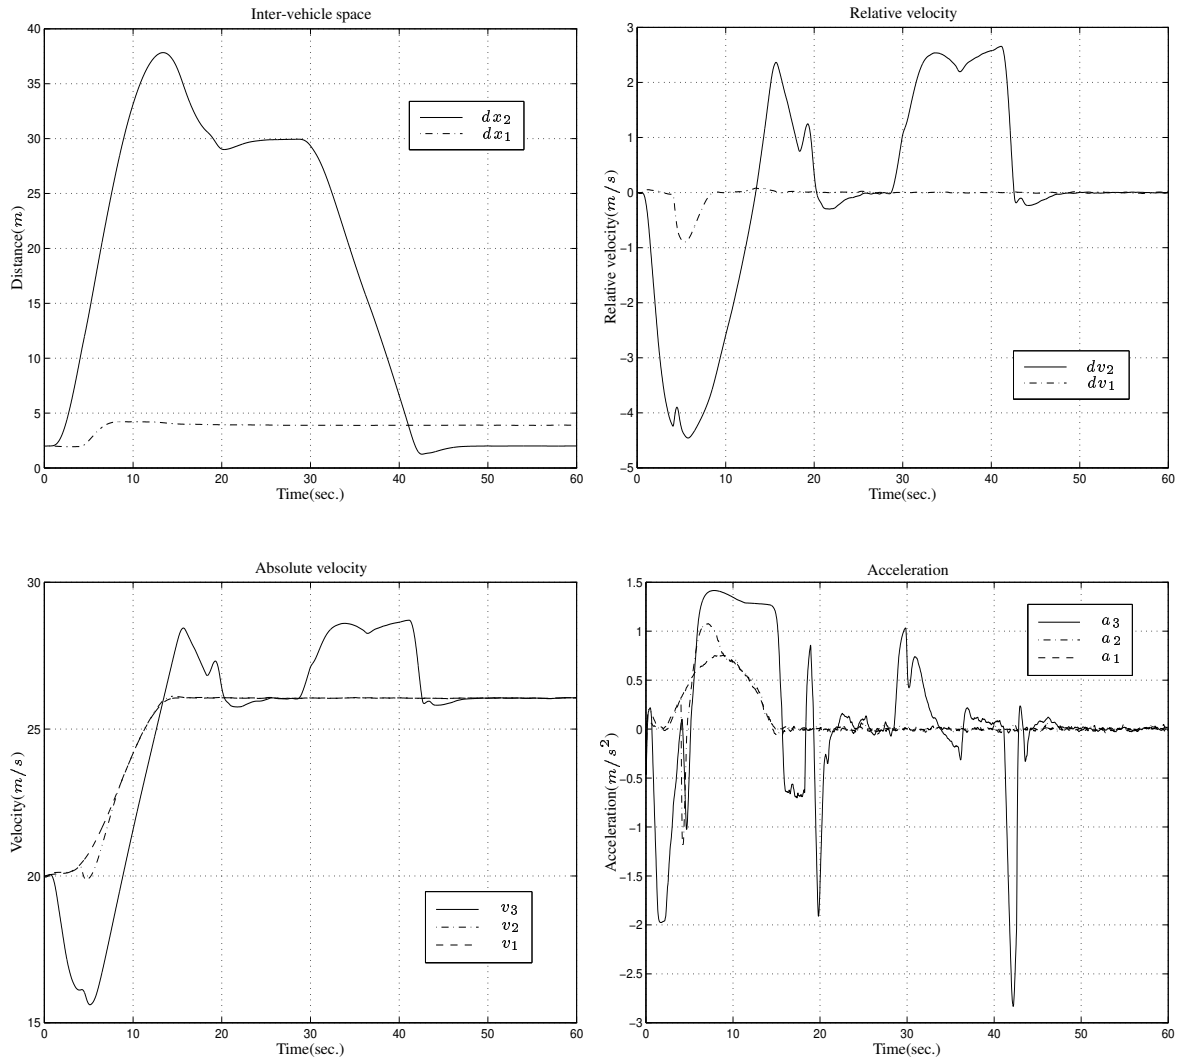 Inter-vehicle space
40
35
30
25
20
15
10
5
0
Distance(m)
dx2
dx1
0 10 20 30 40 50 60
Time(sec.)
Relative velocity
3
2
1
0
−1
−2
−3
−4
−5
Relative velocity(m/s)
dv2
dv1
0 10 20 30 40 50 60
Time(sec.)
Absolute velocity
30
25
20
15
Velocity(m/s)
v3
v2
v1
0 10 20 30 40 50 60
Time(sec.)
Acceleration
1.5
1
0.5
0
−0.5
−1
−1.5
−2
−2.5
−3
Acceleration(m/s²)
a3
a2
a1
0 10 20 30 40 50 60
Time(sec.)